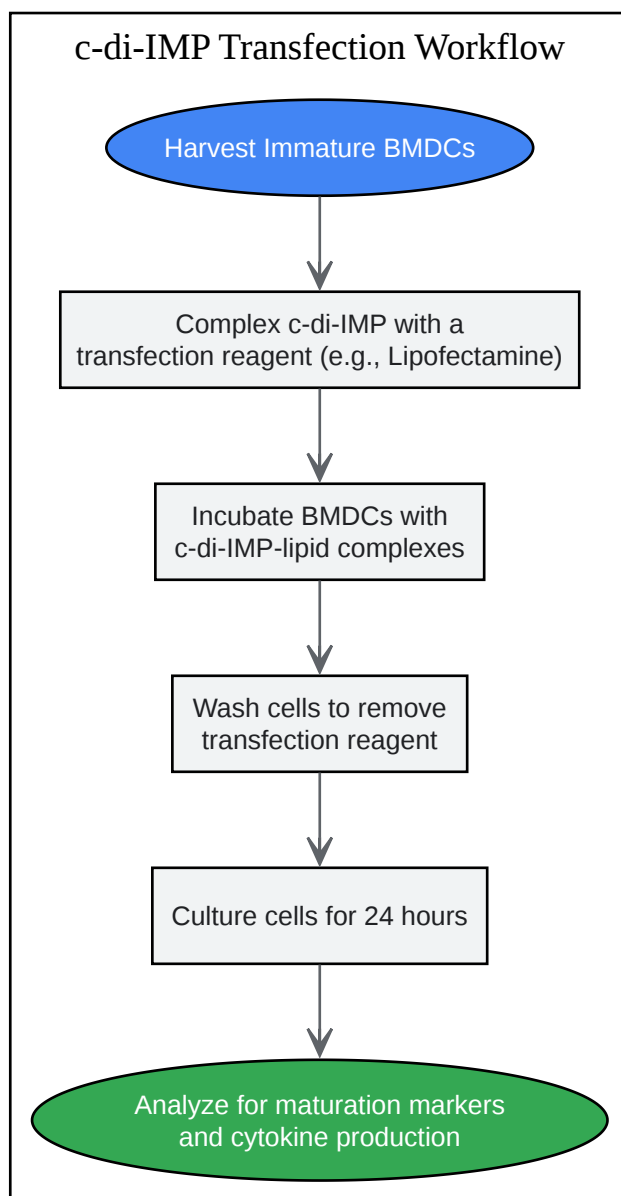 c-di-IMP Transfection Workflow
Harvest Immature BMDCs
Complex c-di-IMP with a
transfection reagent (e.g., Lipofectamine)
Incubate BMDCs with
c-di-IMP-lipid complexes
Wash cells to remove
transfection reagent
Culture cells for 24 hours
Analyze for maturation markers
and cytokine production